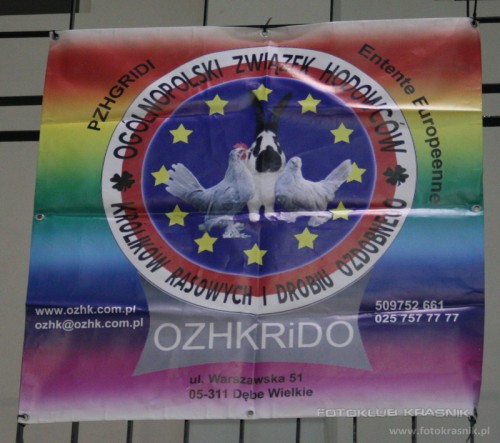 PZHGRIDI
Entente Europeenne
OGÓLNOPOLSKI ZWIĄZEK HODOWCÓW
KRÓLIKÓW RASOWYCH I DROBIU OZDOBNEGO
www.ozhk.com.pl
ozhk@ozhk.com.pl
509752 661
025 757 77 77
OZHKRiDO
ul. Warszawska 51
05-311 Dębe Wielkie
FOTOKLUB KRASNIK
www.fotokrasnik.pl